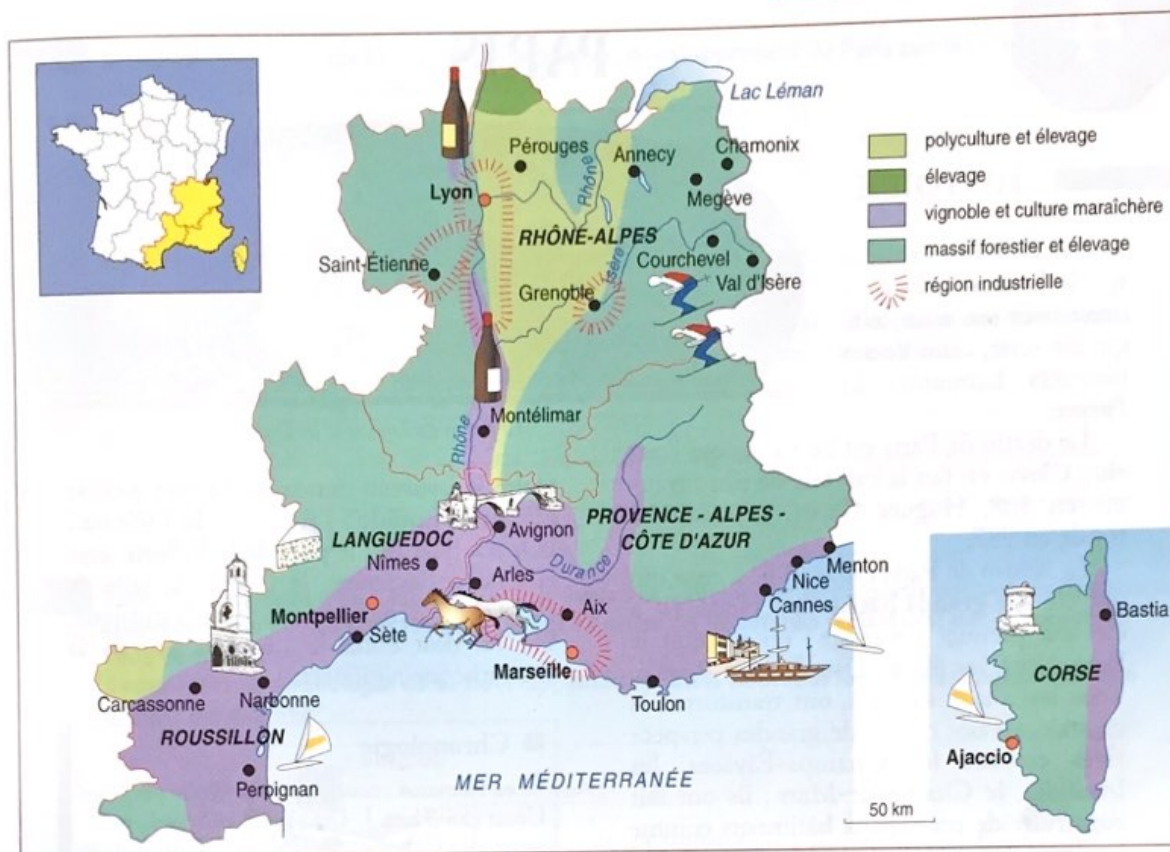 Lac Léman
Pérouges
Annecy
Chamonix
Rhône
Megève
Lyon
RHÔNE-ALPES
Saint-Étienne
Isère
Courchevel
Grenoble
Val d'Isère
Rhône
Montélimar
Avignon
PROVENCE - ALPES -
CÔTE D'AZUR
LANGUEDOC
Nîmes
Durance
Arles
Menton
Nice
Aix
Cannes
Montpellier
Sète
Marseille
Toulon
Carcassonne
Narbonne
ROUSSILLON
Perpignan
MER MÉDITERRANÉE
polyculture et élevage
élevage
vignoble et culture maraîchère
massif forestier et élevage
région industrielle
Bastia
CORSE
Ajaccio
50 km